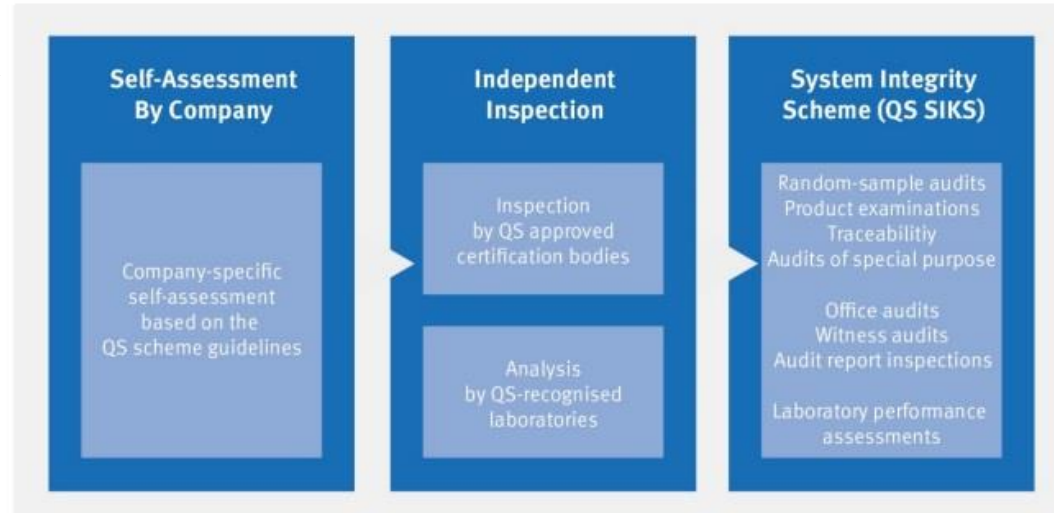 Self-Assessment
By Company
Company-specific
self-assessment
based on the
QS scheme guidelines
Independent
Inspection
Inspection
by QS approved
certification bodies
Analysis
by QS-recognised
laboratories
System Integrity
Scheme (QS SIKS)
Random-sample audits
Product examinations
Traceabilitiy
Audits of special purpose
Office audits
Witness audits
Audit report inspections
Laboratory performance
assessments